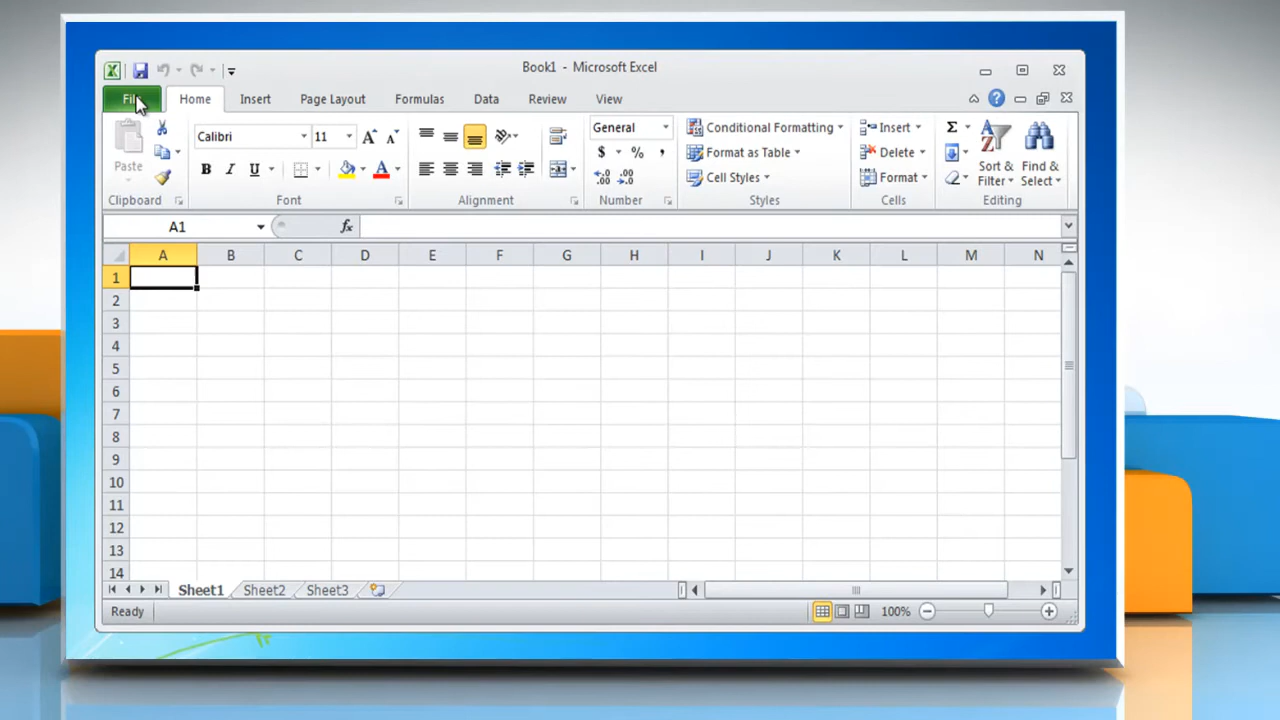 Book1 - Microsoft Excel
Home Insert Page Layout Formulas Data Review View
Calibri 11 General Conditional Formatting Insert Σ
Paste B I U $ % , Format as Table Delete Sort & Filter Find & Select
Cell Styles Format
Clipboard Font Alignment Number Styles Cells Editing
A1 fx
A B C D E F G H I J K L M N
1
2
3
4
5
6
7
8
9
10
11
12
13
14
Sheet1 Sheet2 Sheet3
Ready 100%